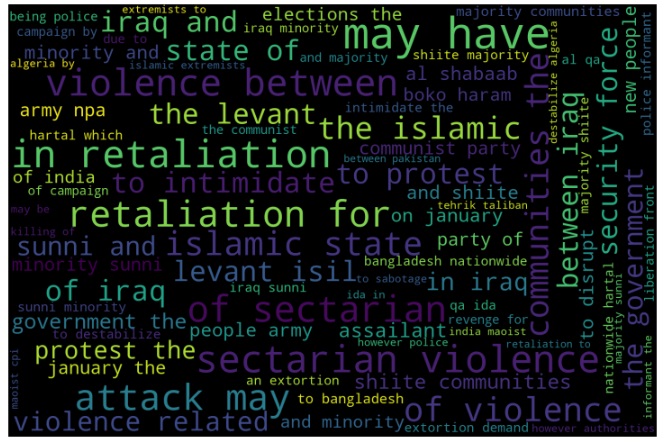 being police
extremists to
iraq and
elections the
may have
majority communities
campaign by
due to
iraq minority
minority and
state of
and majority
shiite majority
al qa
new people
algeria by
islamic extremists
violence between
al shabaab
boko haram
army npa
the levant
intimidate the
the islamic
hartal which
the communist
communist party
in retaliation
between pakistan
of india
to intimidate
to protest
of campaign
and shiite
tehrik taliban
may be
retaliation for
on january
killing of
sunni and
islamic state
party of
minority sunni
levant isil
bangladesh nationwide
to sabotage
in iraq
of iraq
iraq sunni
ida in
qa ida
sunni minority
of sectarian
government the
people army
assailant
revenge for
to destabilize
india maoist
protest the
however police
retaliation to
january the
sectarian violence
an extortion
shiite communities
attack may
to bangladesh
of violence
violence related
and minority
extortion demand
however authorities
maoist cpi
communities the
destabilize algeria
between iraq
majority shiite
to disrupt
security force
nationwide hartal
majority sunni
the government
liberation front
police informant
informant the